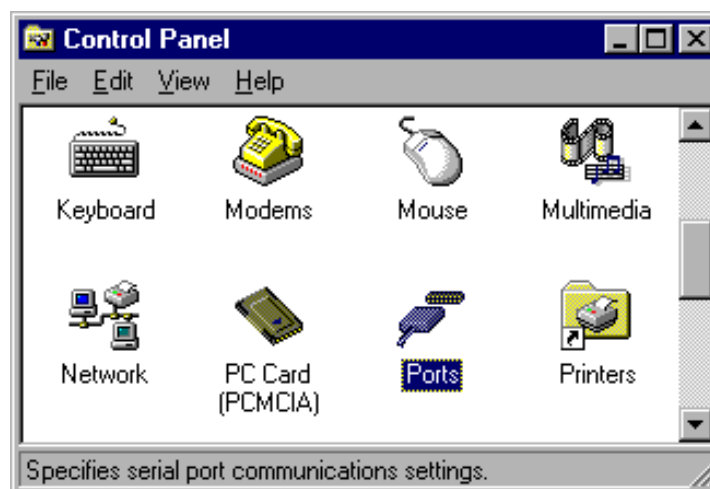 Control Panel
File Edit View Help
Keyboard Modems Mouse Multimedia
Network PC Card (PCMCIA) Ports Printers
Specifies serial port communications settings.